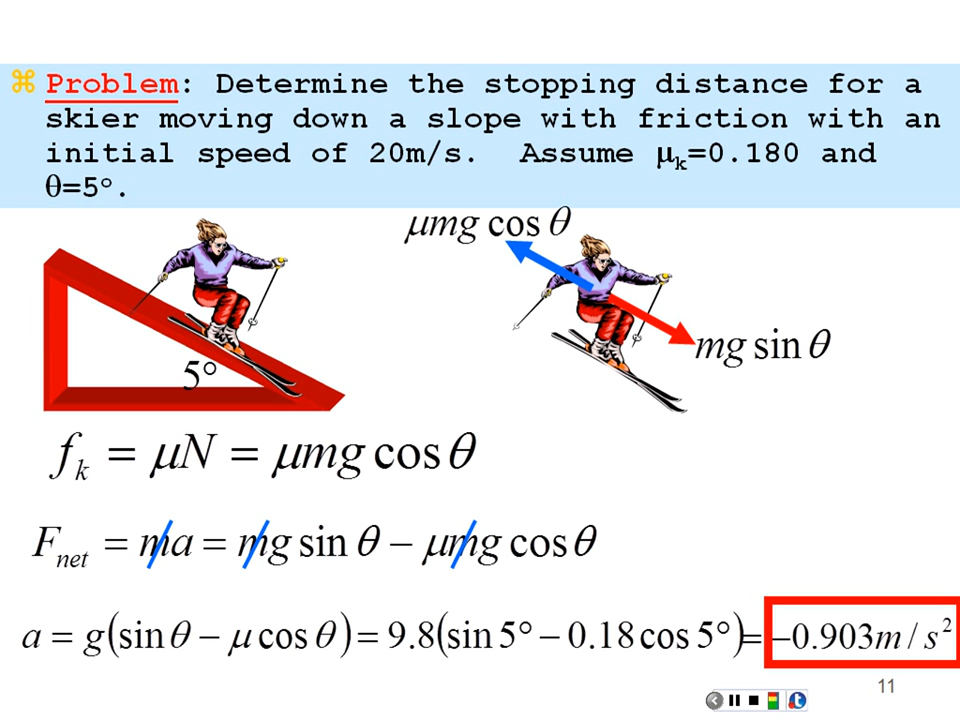 Problem: Determine the stopping distance for a
skier moving down a slope with friction with an
initial speed of 20m/s. Assume μk=0.180 and
θ=5°.
μmg cos θ
mg sin θ
5°
fk = μN = μmg cos θ
Fnet = ma = mg sin θ − μmg cos θ
a = g(sin θ − μ cos θ) = 9.8(sin 5° − 0.18 cos 5°) = −0.903m / s²
11